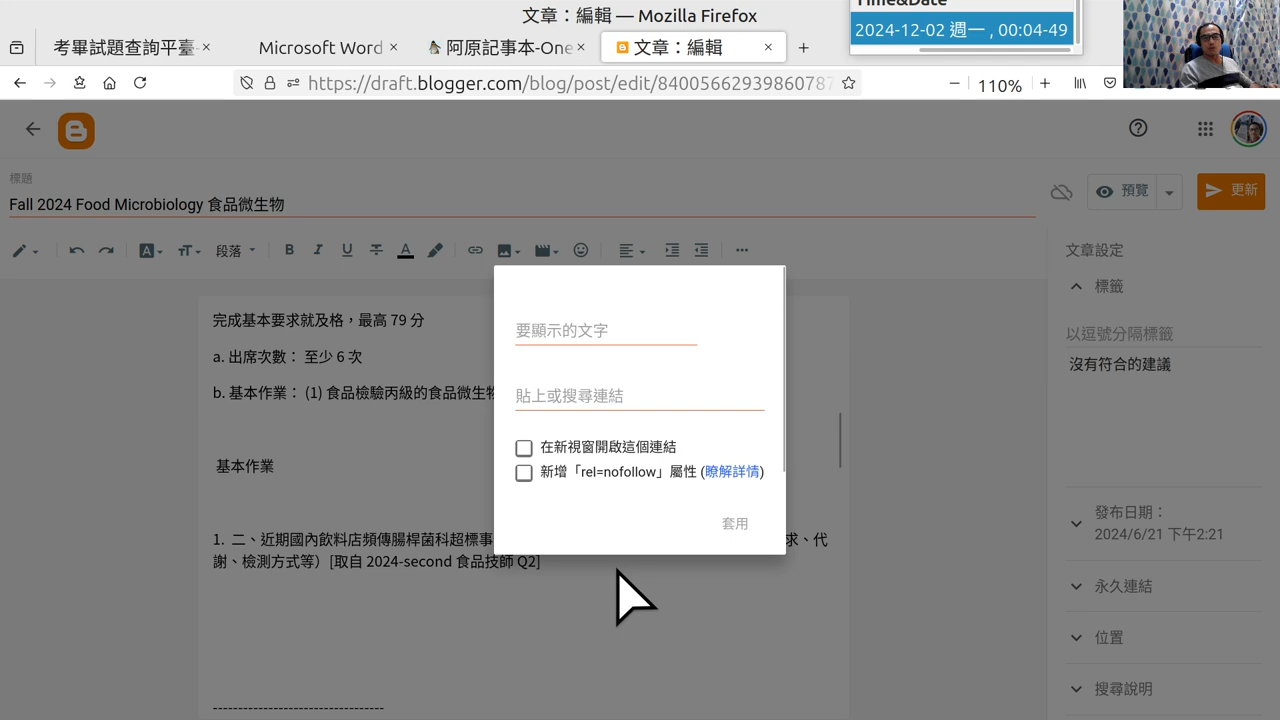 文章：編輯 — Mozilla Firefox
Time&Date
2024-12-02 週一 , 00:04-49
考畢試題查詢平臺- ×
Microsoft Word ×
阿原記事本-One ×
文章：編輯 ×
https://draft.blogger.com/blog/post/edit/84005662939860787
110%
標題
Fall 2024 Food Microbiology 食品微生物
預覽
更新
段落
文章設定
標籤
以逗號分隔標籤
沒有符合的建議
發布日期：
2024/6/21 下午2:21
永久連結
位置
搜尋說明
完成基本要求就及格，最高 79 分
a. 出席次數： 至少 6 次
b. 基本作業： (1) 食品檢驗丙級的食品微生物
基本作業
1. 二、近期國內飲料店頻傳腸桿菌科超標事
求、代
謝、檢測方式等）[取自 2024-second 食品技師 Q2]
---------------------------------
要顯示的文字
貼上或搜尋連結
在新視窗開啟這個連結
新增「rel=nofollow」屬性 (瞭解詳情)
套用